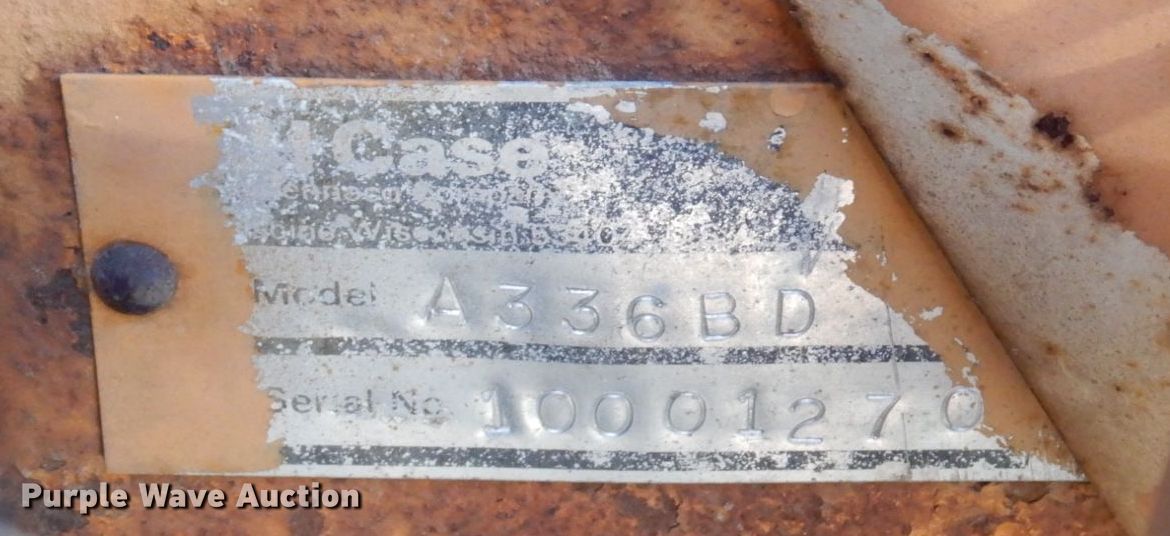 Case
Model A336BD
Serial No. 10001270
Purple Wave Auction